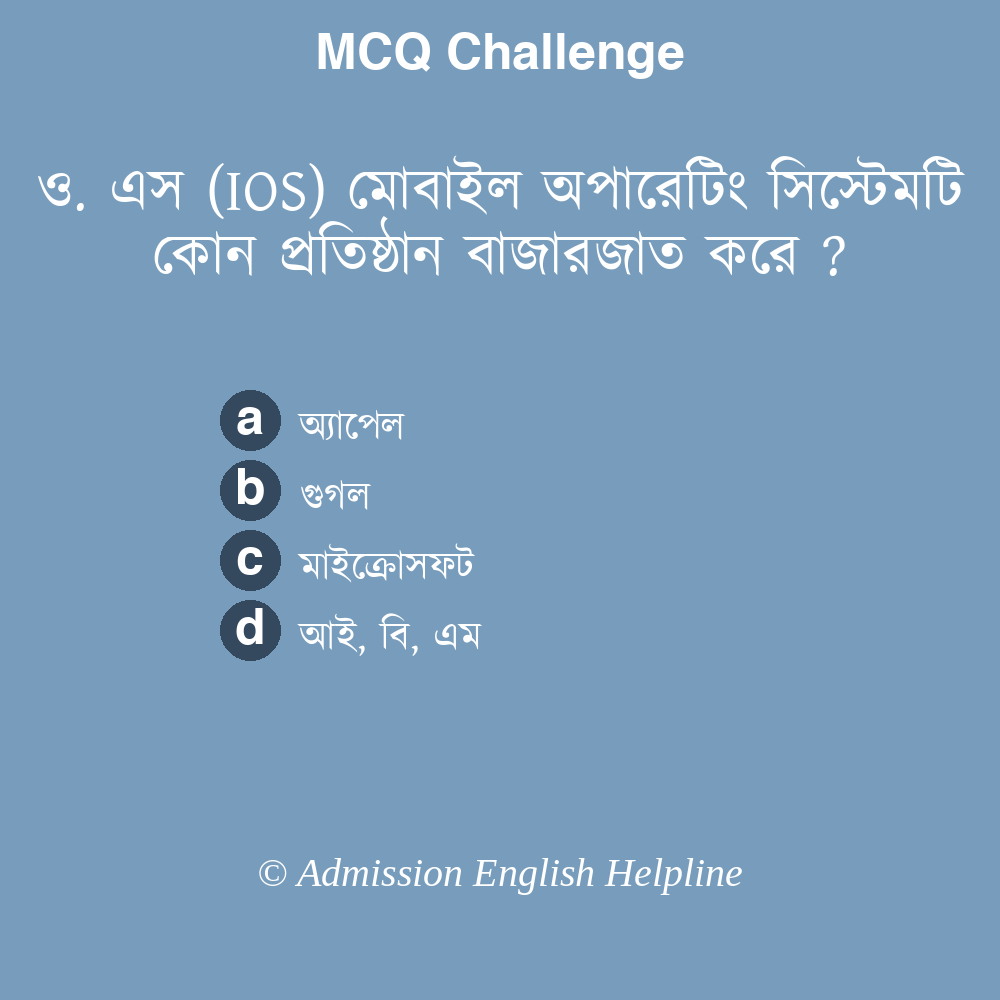 MCQ Challenge
ও. এস (IOS) মোবাইল অপারেটিং সিস্টেমটি
কোন প্রতিষ্ঠান বাজারজাত করে ?
a অ্যাপেল
b গুগল
c মাইক্রোসফট
d আই, বি, এম
© Admission English Helpline